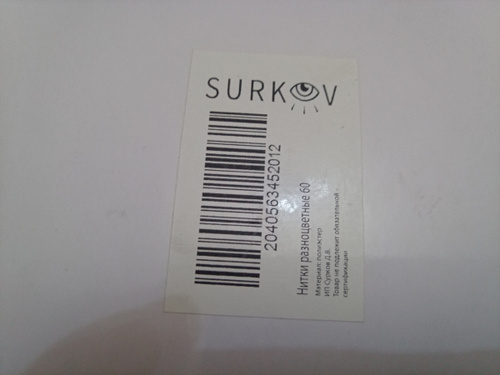 SURKOV
2040563452012
Нитки разноцветные 60
Материал: полиэстер
ИП Сурков Д.В.
Товар не подлежит обязательной
сертификации